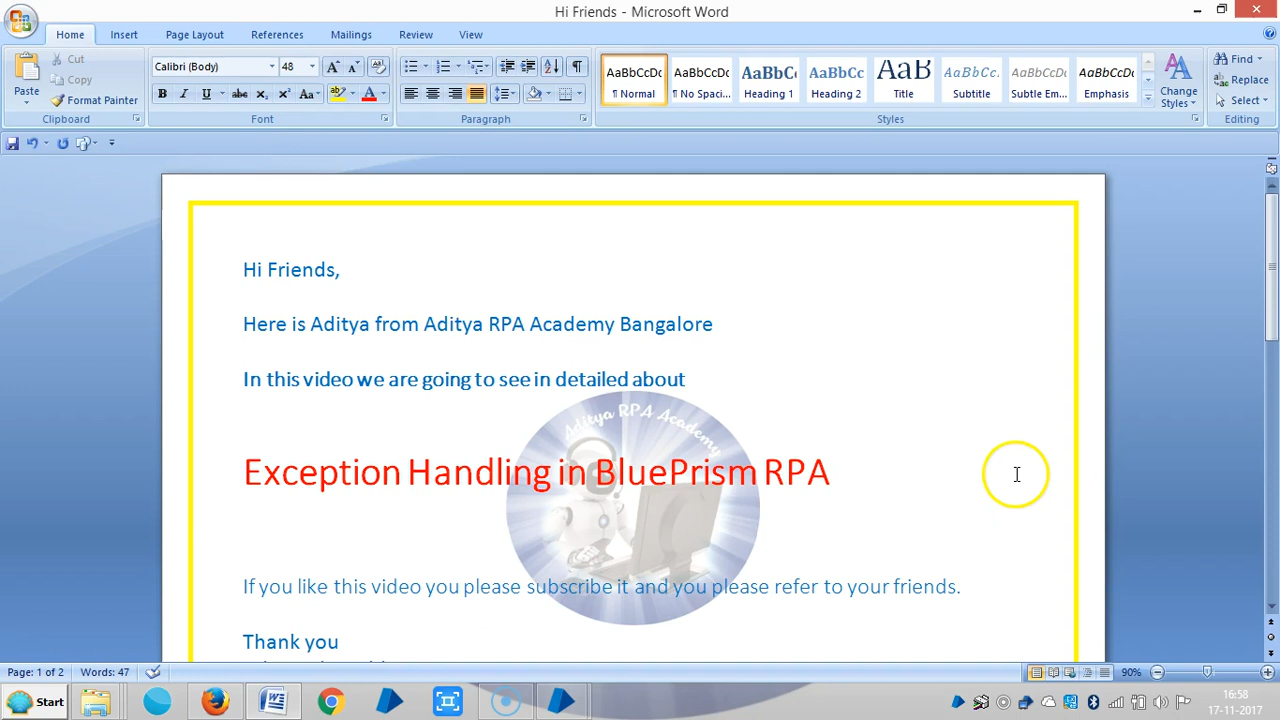 Hi Friends - Microsoft Word
Home Insert Page Layout References Mailings Review View
Cut
Copy
Format Painter
Paste
Clipboard
Calibri (Body) 48
Font
Paragraph
AaBbCcDc AaBbCcDc AaBbC AaBbCc AaB AaBbCc. AaBbCcDc AaBbCcDc
¶ Normal ¶ No Spaci... Heading 1 Heading 2 Title Subtitle Subtle Em... Emphasis
Styles
Change Styles
Find
Replace
Select
Editing
Hi Friends,
Here is Aditya from Aditya RPA Academy Bangalore
In this video we are going to see in detailed about
Aditya RPA Academy
Exception Handling in BluePrism RPA
If you like this video you please subscribe it and you please refer to your friends.
Thank you
Page: 1 of 2 Words: 47 90%
Start
16:58
17-11-2017